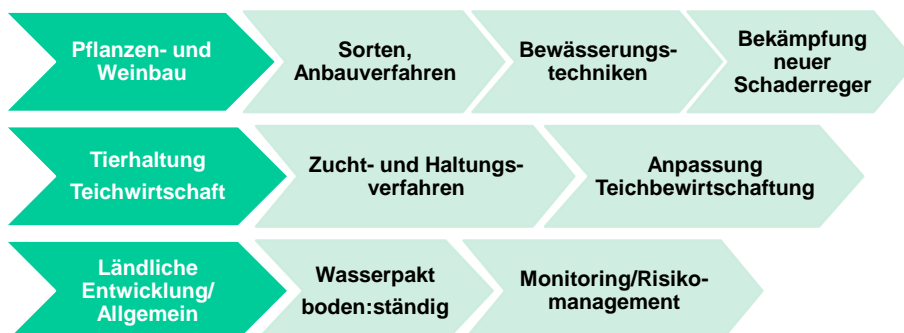 Pflanzen- und
Weinbau
Sorten,
Anbauverfahren
Bewässerungs-
techniken
Bekämpfung
neuer
Schaderreger
Tierhaltung
Teichwirtschaft
Zucht- und Haltungs-
verfahren
Anpassung
Teichbewirtschaftung
Ländliche
Entwicklung/
Allgemein
Wasserpakt
boden:ständig
Monitoring/Risiko-
management